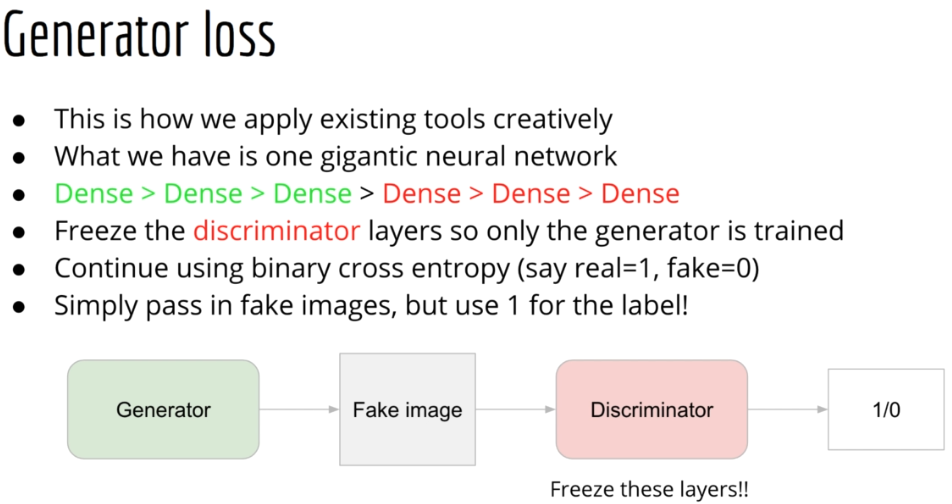 Generator loss
● This is how we apply existing tools creatively
● What we have is one gigantic neural network
● Dense > Dense > Dense > Dense > Dense > Dense
● Freeze the discriminator layers so only the generator is trained
● Continue using binary cross entropy (say real=1, fake=0)
● Simply pass in fake images, but use 1 for the label!
Generator
Fake image
Discriminator
1/0
Freeze these layers!!